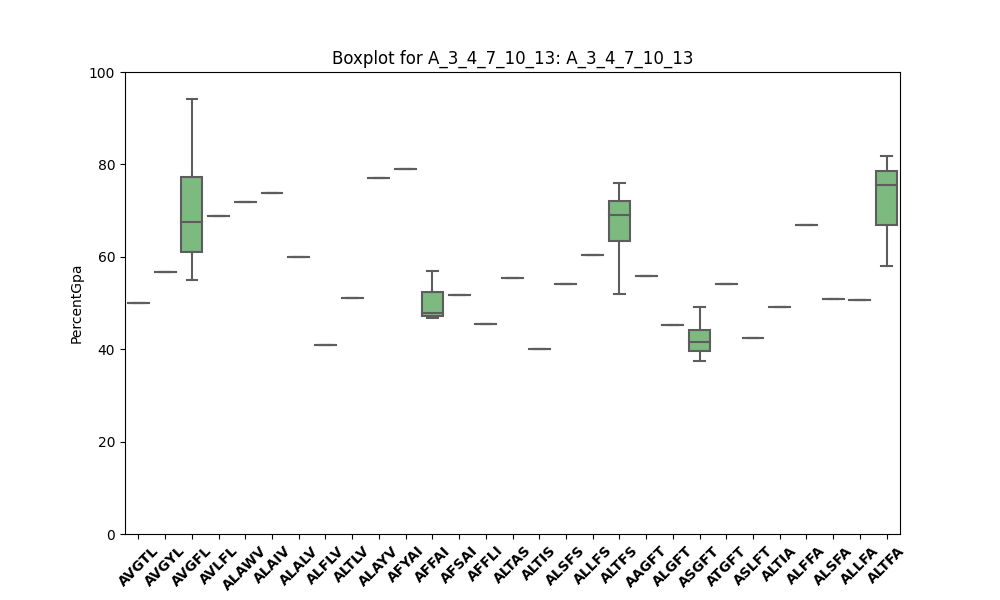 Boxplot for A_3_4_7_10_13: A_3_4_7_10_13
PercentGpa
100
80
60
40
20
0
AVGTL
AVGYL
AVGFL
AVLFL
ALAWV
ALAIV
ALALV
ALFLV
ALTLV
ALAYV
AFYAI
AFFAI
AFSAI
AFFLI
ALTAS
ALTIS
ALSFS
ALLFS
ALTFS
AAGFT
ALGFT
ASGFT
ATGFT
ASLFT
ALTIA
ALFFA
ALSFA
ALLFA
ALTFA